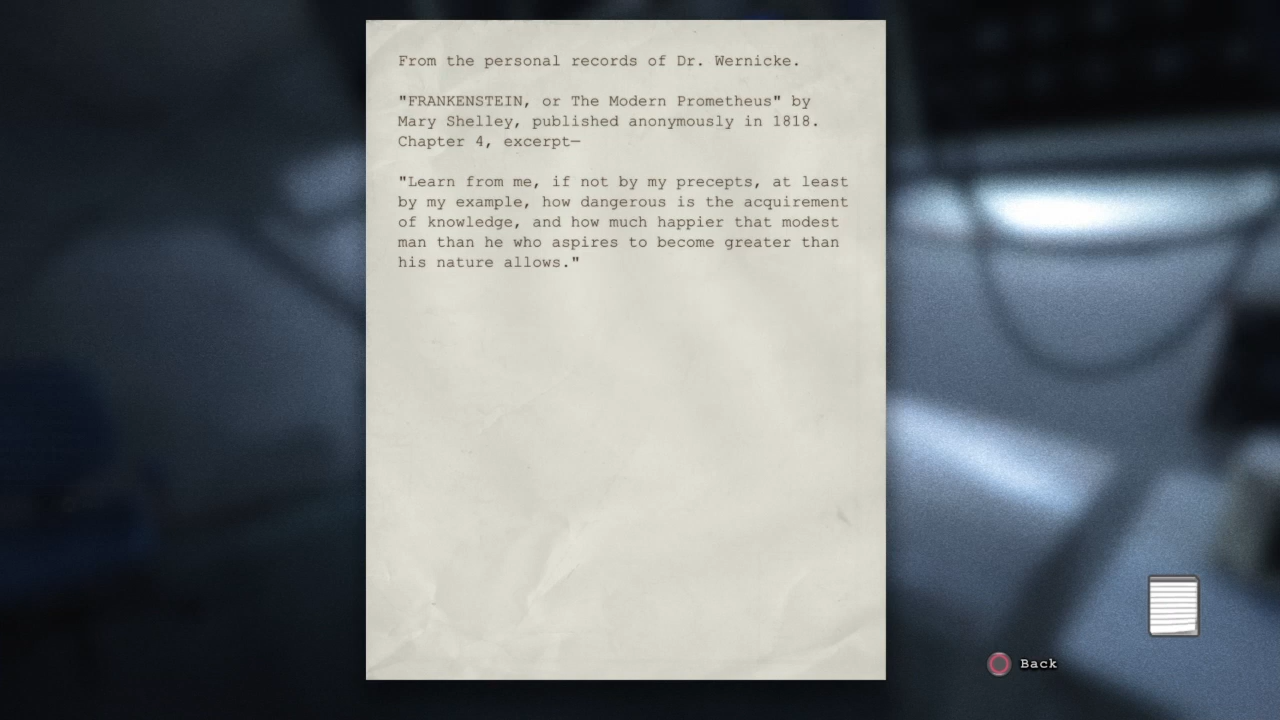 From the personal records of Dr. Wernicke.
"FRANKENSTEIN, or The Modern Prometheus" by
Mary Shelley, published anonymously in 1818.
Chapter 4, excerpt—
"Learn from me, if not by my precepts, at least
by my example, how dangerous is the acquirement
of knowledge, and how much happier that modest
man than he who aspires to become greater than
his nature allows."
Back